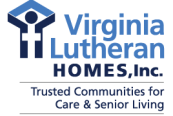 Virginia
Lutheran
HOMES, Inc.
Trusted Communities for
Care & Senior Living